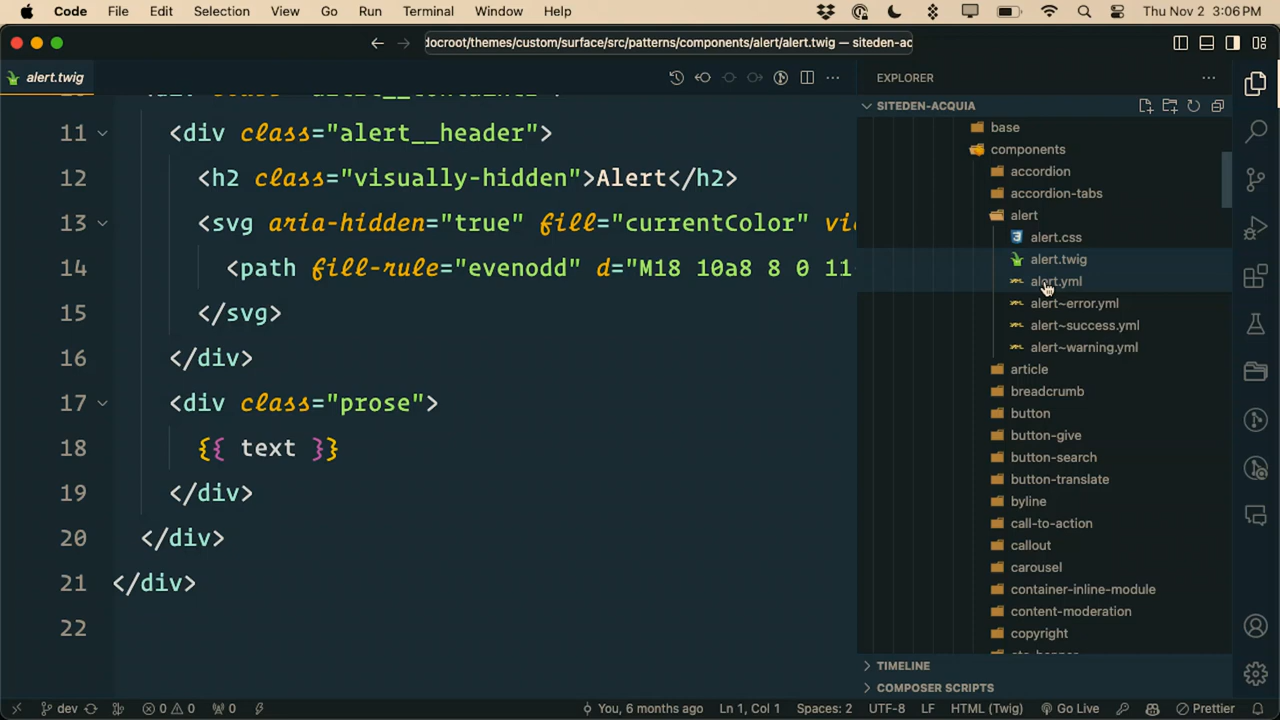 Code File Edit Selection View Go Run Terminal Window Help Thu Nov 2 3:06 PM
docroot/themes/custom/surface/src/patterns/components/alert/alert.twig — siteden-ac
alert.twig
EXPLORER
SITEDEN-ACQUIA
11 <div class="alert__header">
12 <h2 class="visually-hidden">Alert</h2>
13 <svg aria-hidden="true" fill="currentColor"
14 <path fill-rule="evenodd" d="M18 10a8 8 0 11
15 </svg>
16 </div>
17 <div class="prose">
18 {{ text }}
19 </div>
20 </div>
21 </div>
22
base
components
accordion
accordion-tabs
alert
alert.css
alert.twig
alert.yml
alert~error.yml
alert~success.yml
alert~warning.yml
article
breadcrumb
button
button-give
button-search
button-translate
byline
call-to-action
callout
carousel
container-inline-module
content-moderation
copyright
TIMELINE
COMPOSER SCRIPTS
dev 0 0 0 You, 6 months ago Ln 1, Col 1 Spaces: 2 UTF-8 LF HTML (Twig) Go Live Prettier